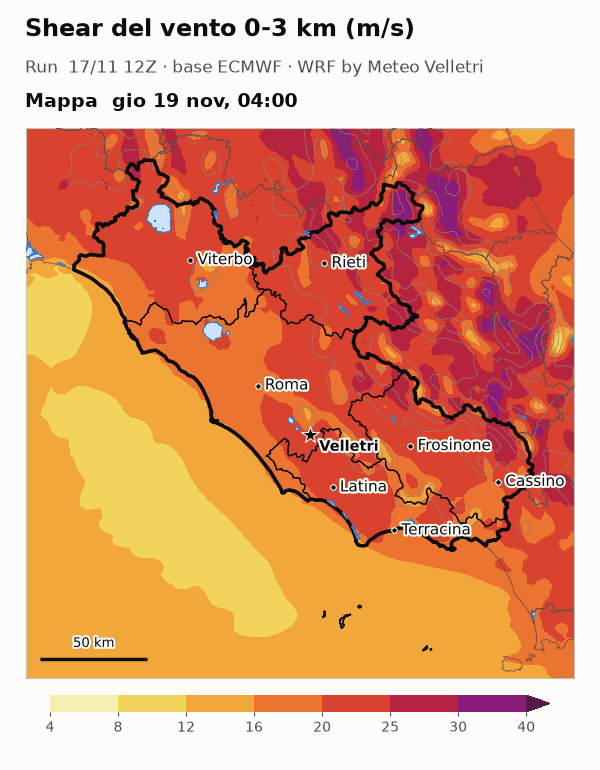 Shear del vento 0-3 km (m/s)
Run  17/11 12Z · base ECMWF · WRF by Meteo Velletri
Mappa  gio 19 nov, 04:00
Viterbo
Rieti
Roma
Velletri
Frosinone
Cassino
Latina
Terracina
50 km
4 8 12 16 20 25 30 40